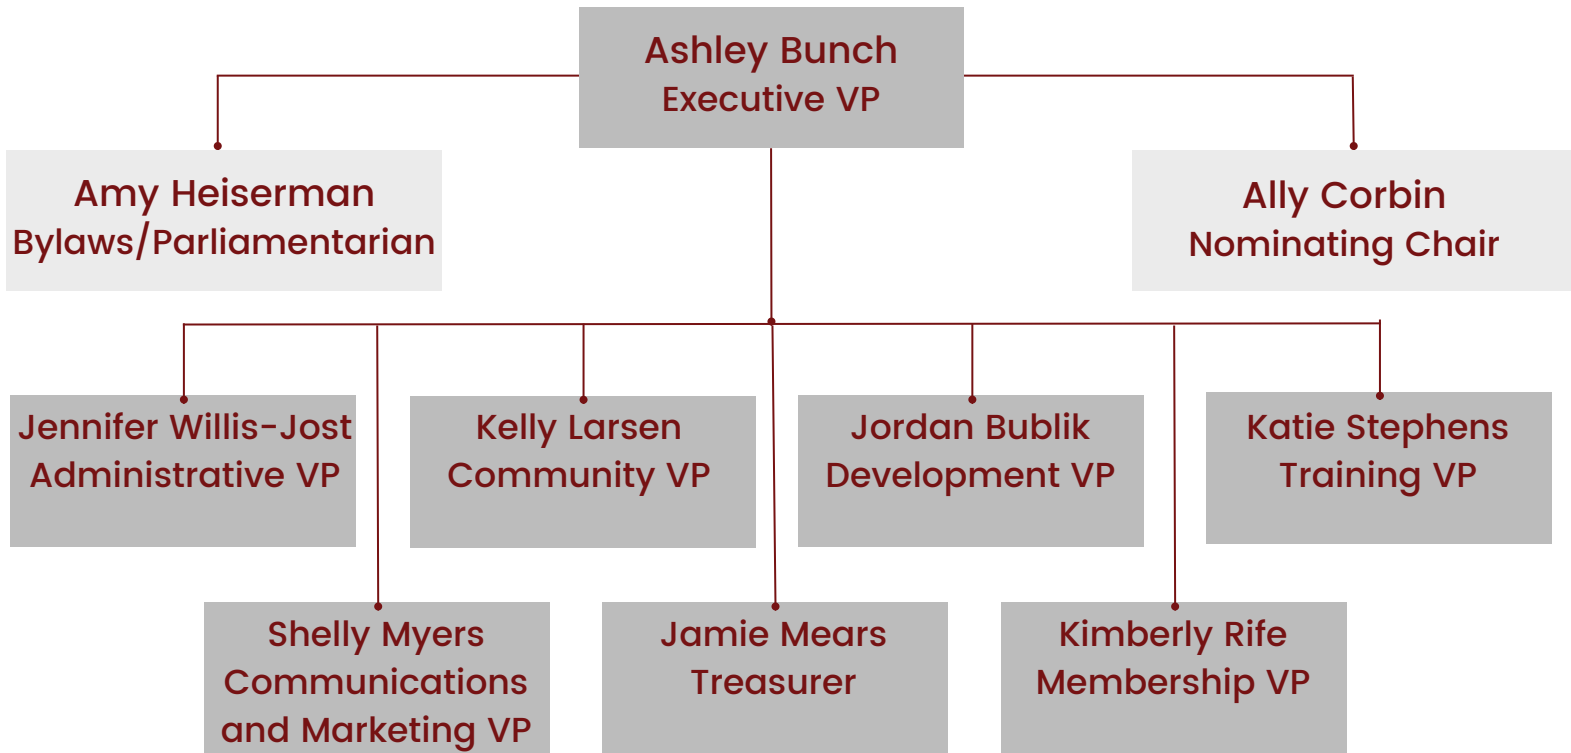 Ashley Bunch
Executive VP
Amy Heiserman
Bylaws/Parliamentarian
Ally Corbin
Nominating Chair
Jennifer Willis-Jost
Administrative VP
Kelly Larsen
Community VP
Jordan Bublik
Development VP
Katie Stephens
Training VP
Shelly Myers
Communications
and Marketing VP
Jamie Mears
Treasurer
Kimberly Rife
Membership VP